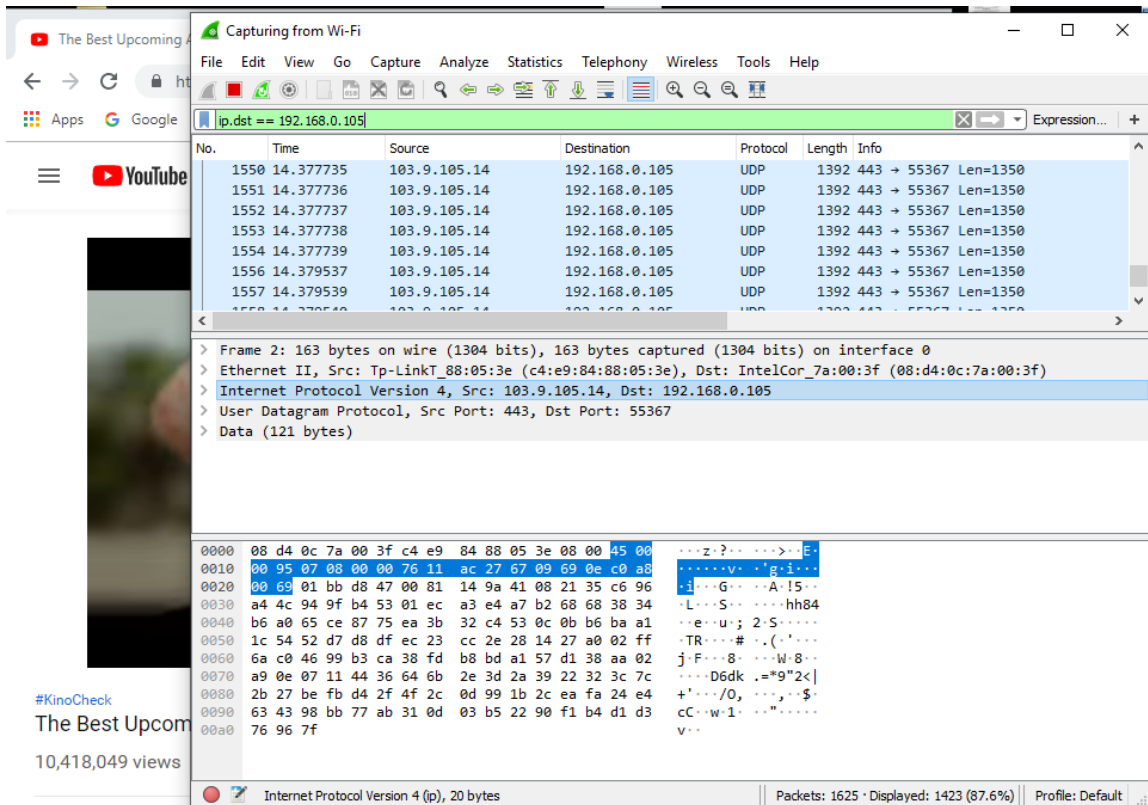 The Best Upcoming A
Capturing from Wi-Fi
File Edit View Go Capture Analyze Statistics Telephony Wireless Tools Help
ht
Apps Google
ip.dst == 192.168.0.105
Expression... +
YouTube
No. Time Source Destination Protocol Length Info
1550 14.377735 103.9.105.14 192.168.0.105 UDP 1392 443 → 55367 Len=1350
1551 14.377736 103.9.105.14 192.168.0.105 UDP 1392 443 → 55367 Len=1350
1552 14.377737 103.9.105.14 192.168.0.105 UDP 1392 443 → 55367 Len=1350
1553 14.377738 103.9.105.14 192.168.0.105 UDP 1392 443 → 55367 Len=1350
1554 14.377739 103.9.105.14 192.168.0.105 UDP 1392 443 → 55367 Len=1350
1556 14.379537 103.9.105.14 192.168.0.105 UDP 1392 443 → 55367 Len=1350
1557 14.379539 103.9.105.14 192.168.0.105 UDP 1392 443 → 55367 Len=1350
> Frame 2: 163 bytes on wire (1304 bits), 163 bytes captured (1304 bits) on interface 0
> Ethernet II, Src: Tp-LinkT_88:05:3e (c4:e9:84:88:05:3e), Dst: IntelCor_7a:00:3f (08:d4:0c:7a:00:3f)
> Internet Protocol Version 4, Src: 103.9.105.14, Dst: 192.168.0.105
> User Datagram Protocol, Src Port: 443, Dst Port: 55367
> Data (121 bytes)
0000 08 d4 0c 7a 00 3f c4 e9 84 88 05 3e 08 00 45 00 ···z·?·· ···>··E·
0010 00 95 07 08 00 00 76 11 ac 27 67 09 69 0e c0 a8 ······v· ·'g·i···
0020 00 69 01 bb d8 47 00 81 14 9a 41 08 21 35 c6 96 ·i···G·· ··A·!5··
0030 a4 4c 94 9f b4 53 01 ec a3 e4 a7 b2 68 68 38 34 ·L···S·· ····hh84
0040 b6 a0 65 ce 87 75 ea 3b 32 c4 53 0c 0b b6 ba a1 ··e··u·; 2·S·····
0050 1c 54 52 d7 d8 df ec 23 cc 2e 28 14 27 a0 02 ff ·TR····# ·.(·'···
0060 6a c0 46 99 b3 ca 38 fd b8 bd a1 57 d1 38 aa 02 j·F···8· ···W·8··
0070 a9 0e 07 11 44 36 64 6b 2e 3d 2a 39 22 32 3c 7c ····D6dk .=*9"2<|
0080 2b 27 be fb d4 2f 4f 2c 0d 99 1b 2c ea fa 24 e4 +'···/O, ···,··$·
0090 63 43 98 bb 77 ab 31 0d 03 b5 22 90 f1 b4 d1 d3 cC··w·1· ··"·····
00a0 76 96 7f v··
#KinoCheck
The Best Upcom
10,418,049 views
Internet Protocol Version 4 (ip), 20 bytes Packets: 1625 · Displayed: 1423 (87.6%) Profile: Default